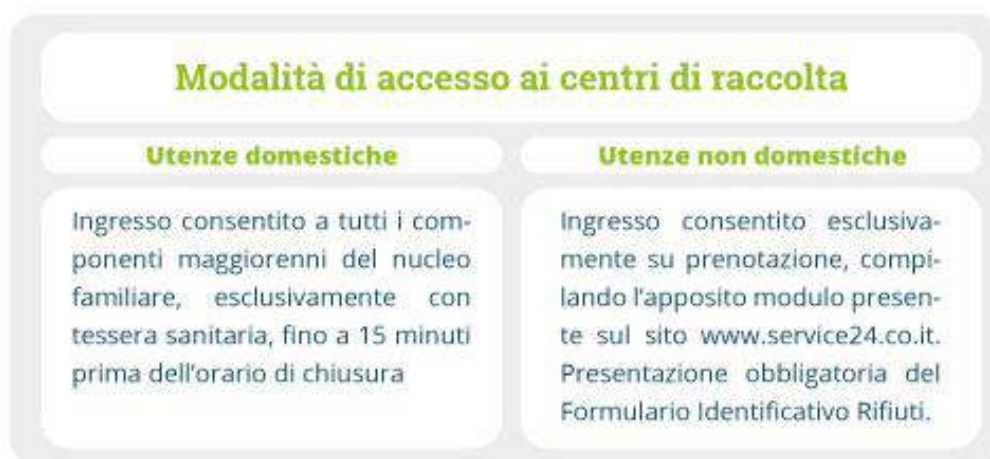 Modalità di accesso ai centri di raccolta
Utenze domestiche
Ingresso consentito a tutti i com-
ponenti maggiorenni del nucleo
familiare, esclusivamente con
tessera sanitaria, fino a 15 minuti
prima dell'orario di chiusura
Utenze non domestiche
Ingresso consentito esclusiva-
mente su prenotazione, compi-
lando l'apposito modulo presen-
te sul sito www.service24.co.it.
Presentazione obbligatoria del
Formulario Identificativo Rifiuti.